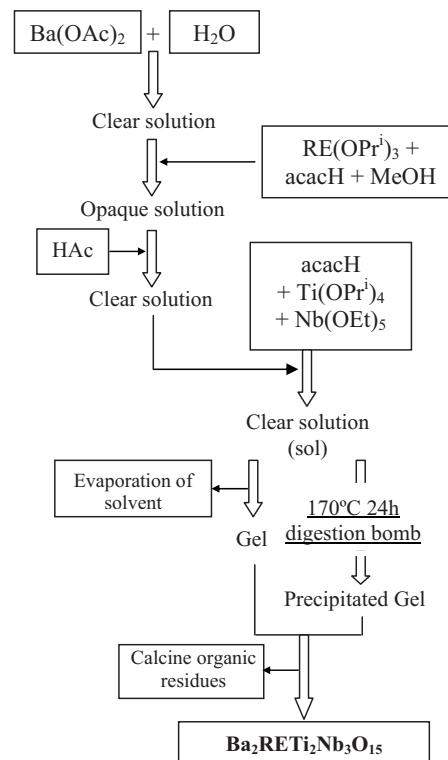 Ba(OAc)₂ + H₂O
Clear solution
RE(OPrⁱ)₃ +
acacH + MeOH
Opaque solution
HAc
Clear solution
acacH
+ Ti(OPrⁱ)₄
+ Nb(OEt)₅
Clear solution
(sol)
Evaporation of
solvent
170ºC 24h
digestion bomb
Gel
Precipitated Gel
Calcine organic
residues
Ba₂RETi₂Nb₃O₁₅